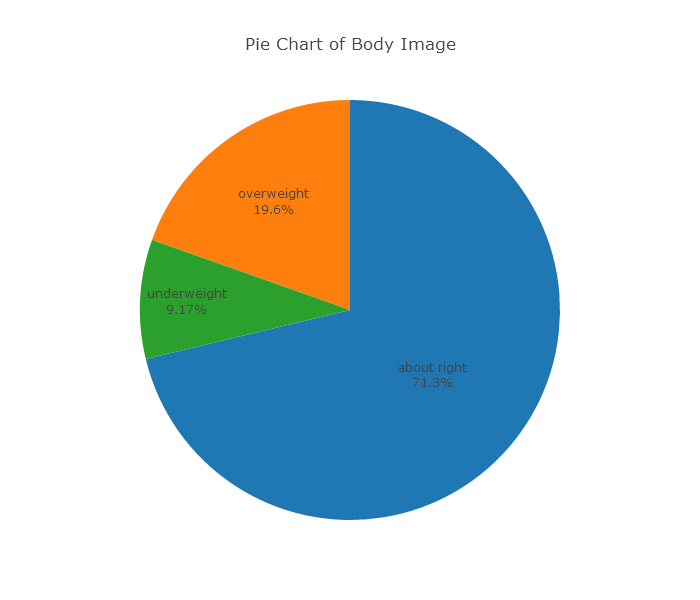 Pie Chart of Body Image
overweight
19.6%
underweight
9.17%
about right
71.3%